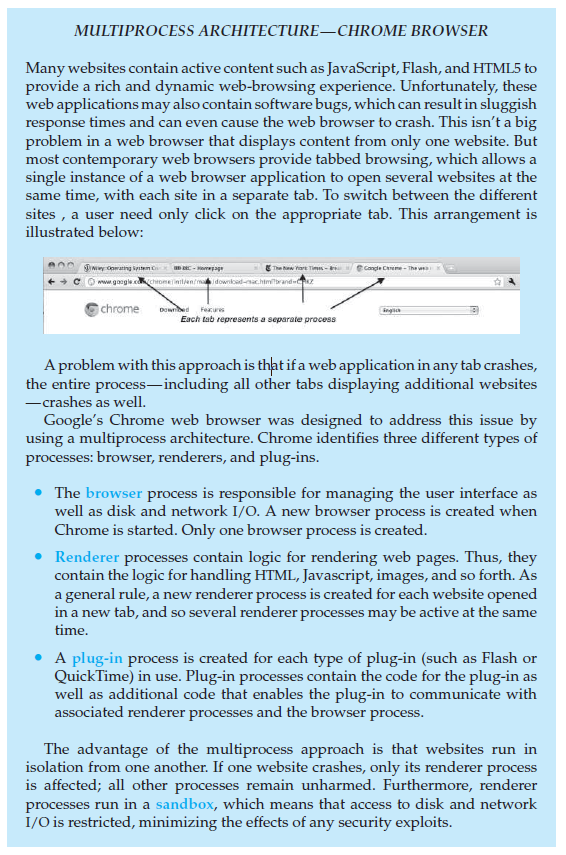 MULTIPROCESS ARCHITECTURE—CHROME BROWSER
Many websites contain active content such as JavaScript, Flash, and HTML5 to
provide a rich and dynamic web-browsing experience. Unfortunately, these
web applications may also contain software bugs, which can result in sluggish
response times and can even cause the web browser to crash. This isn't a big
problem in a web browser that displays content from only one website. But
most contemporary web browsers provide tabbed browsing, which allows a
single instance of a web browser application to open several websites at the
same time, with each site in a separate tab. To switch between the different
sites , a user need only click on the appropriate tab. This arrangement is
illustrated below:
Wiley: Operating System BBC - Homepage The New York Times - Google Chrome - The web
chrome Download Features English
Each tab represents a separate process
A problem with this approach is that if a web application in any tab crashes,
the entire process—including all other tabs displaying additional websites
—crashes as well.
Google's Chrome web browser was designed to address this issue by
using a multiprocess architecture. Chrome identifies three different types of
processes: browser, renderers, and plug-ins.
• The browser process is responsible for managing the user interface as
well as disk and network I/O. A new browser process is created when
Chrome is started. Only one browser process is created.
• Renderer processes contain logic for rendering web pages. Thus, they
contain the logic for handling HTML, Javascript, images, and so forth. As
a general rule, a new renderer process is created for each website opened
in a new tab, and so several renderer processes may be active at the same
time.
• A plug-in process is created for each type of plug-in (such as Flash or
QuickTime) in use. Plug-in processes contain the code for the plug-in as
well as additional code that enables the plug-in to communicate with
associated renderer processes and the browser process.
The advantage of the multiprocess approach is that websites run in
isolation from one another. If one website crashes, only its renderer process
is affected; all other processes remain unharmed. Furthermore, renderer
processes run in a sandbox, which means that access to disk and network
I/O is restricted, minimizing the effects of any security exploits.